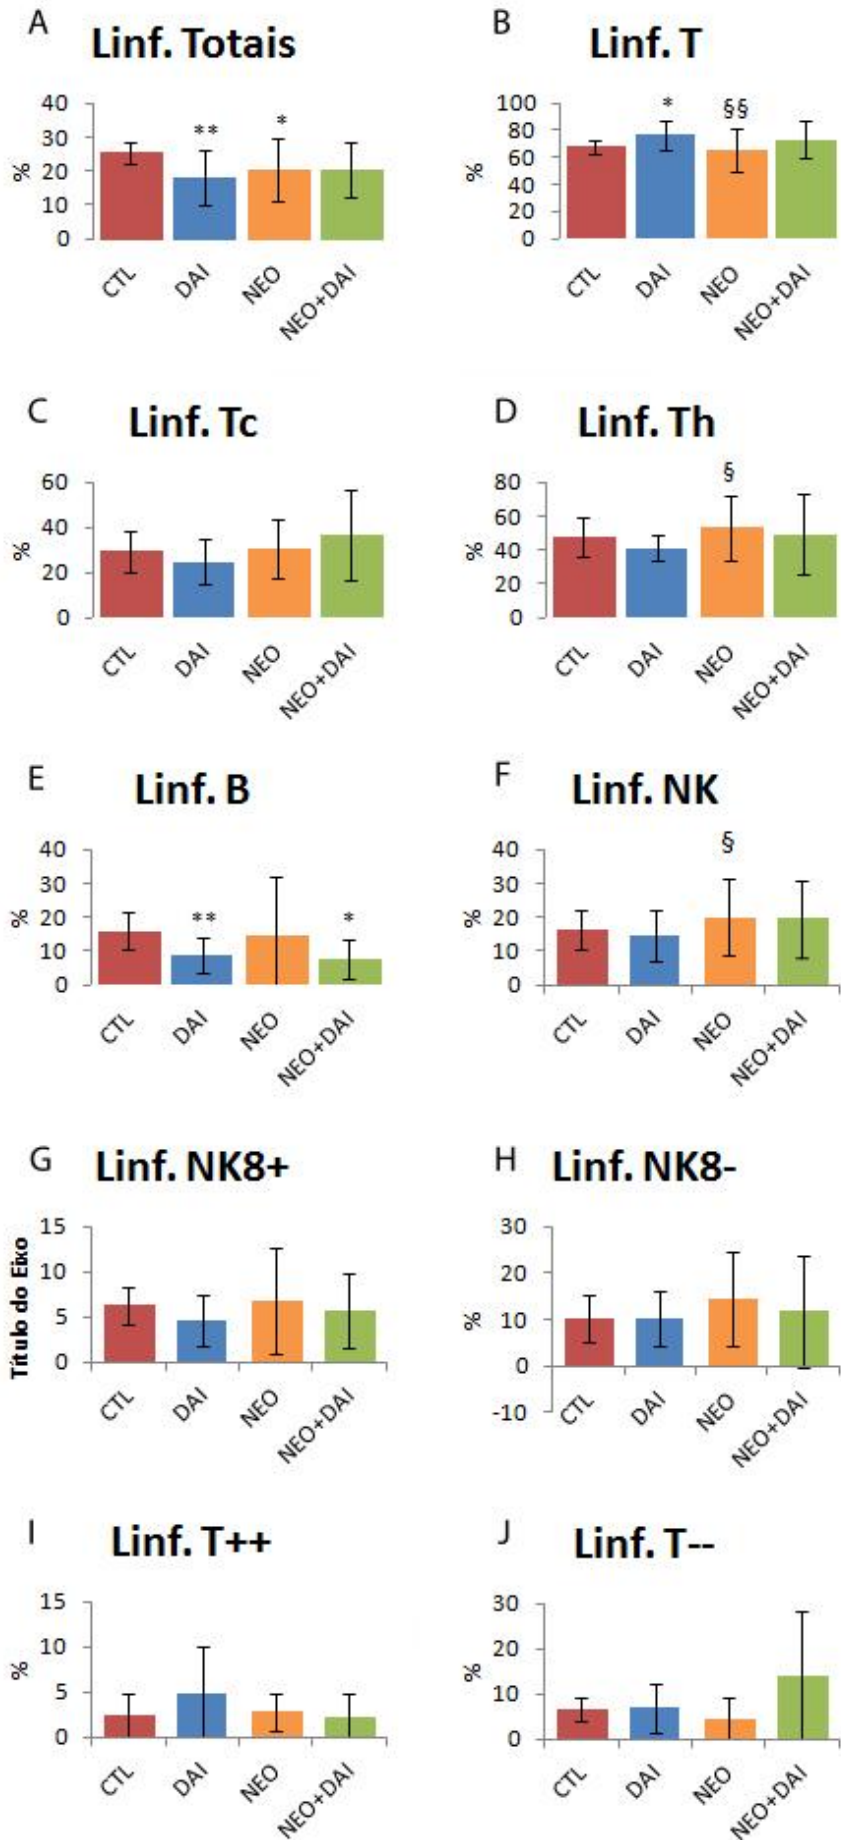 A
Linf. Totais
40
30
20
10
0
%
**
*
CTL
DAI
NEO
NEO+DAI
B
Linf. T
100
80
60
40
20
0
%
*
§§
CTL
DAI
NEO
NEO+DAI
C
Linf. Tc
60
40
20
0
%
CTL
DAI
NEO
NEO+DAI
D
Linf. Th
80
60
40
20
0
%
§
CTL
DAI
NEO
NEO+DAI
E
Linf. B
40
30
20
10
0
%
**
*
CTL
DAI
NEO
NEO+DAI
F
Linf. NK
40
30
20
10
0
%
§
CTL
DAI
NEO
NEO+DAI
G
Linf. NK8+
15
10
5
0
Título do Eixo
CTL
DAI
NEO
NEO+DAI
H
Linf. NK8-
30
20
10
0
-10
%
CTL
DAI
NEO
NEO+DAI
I
Linf. T++
15
10
5
0
%
CTL
DAI
NEO
NEO+DAI
J
Linf. T--
30
20
10
0
%
CTL
DAI
NEO
NEO+DAI